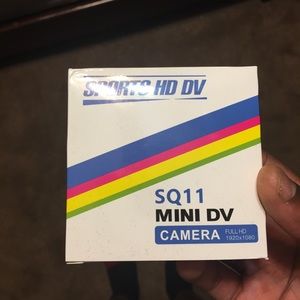 SPORTS HD DV
SQ11
MINI DV
CAMERA
FULL HD
1920x1080